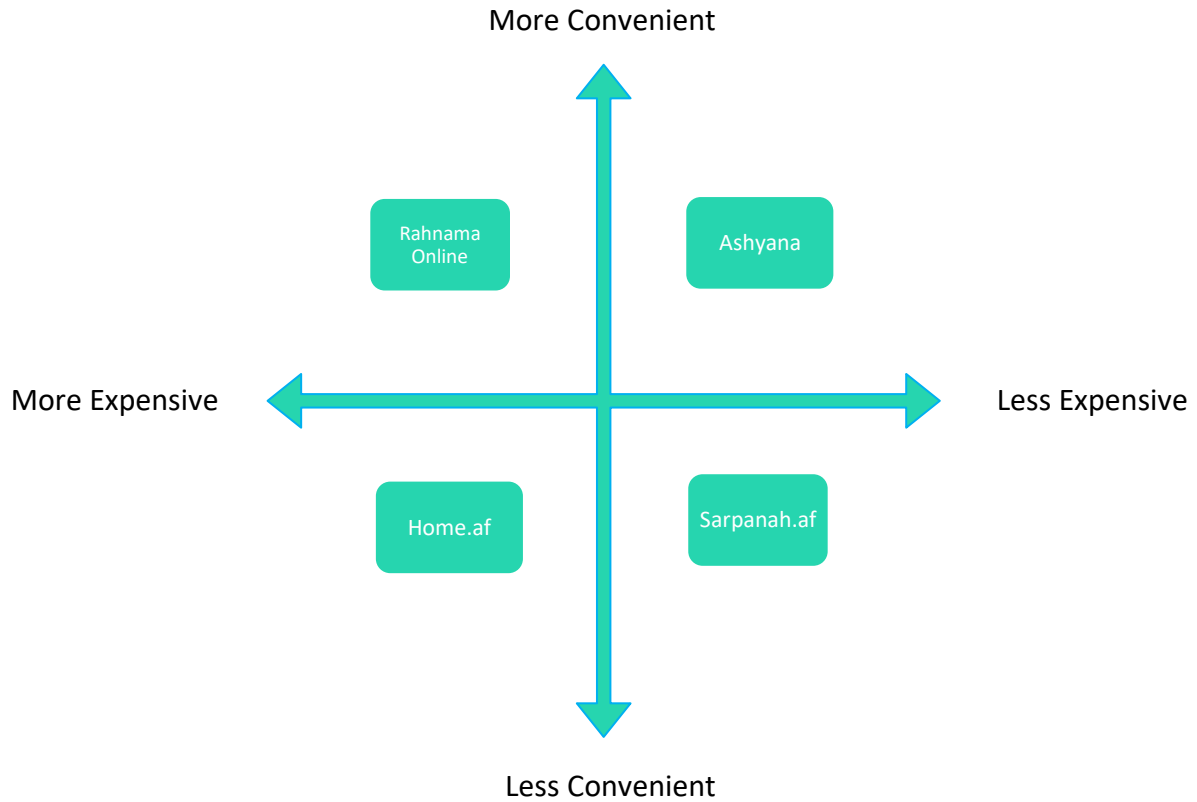 More Convenient
Rahnama
Online
Ashyana
More Expensive
Less Expensive
Home.af
Sarpanah.af
Less Convenient